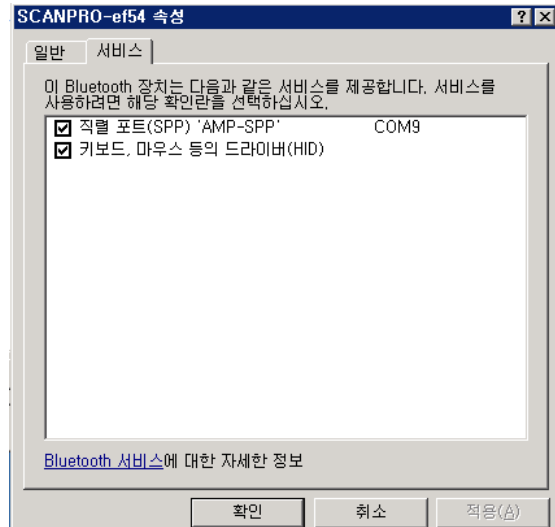 SCANPRO-ef54 속성
일반
서비스
이 Bluetooth 장치는 다음과 같은 서비스를 제공합니다. 서비스를
사용하려면 해당 확인란을 선택하십시오.
직렬 포트(SPP) 'AMP-SPP' COM9
키보드, 마우스 등의 드라이버(HID)
Bluetooth 서비스에 대한 자세한 정보
확인
취소
적용(A)